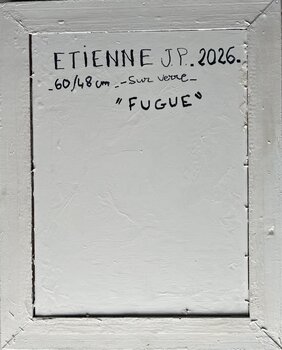 ETIENNE J.P. 2026.
-60/48 cm - Sur verre -
"FUGUE"